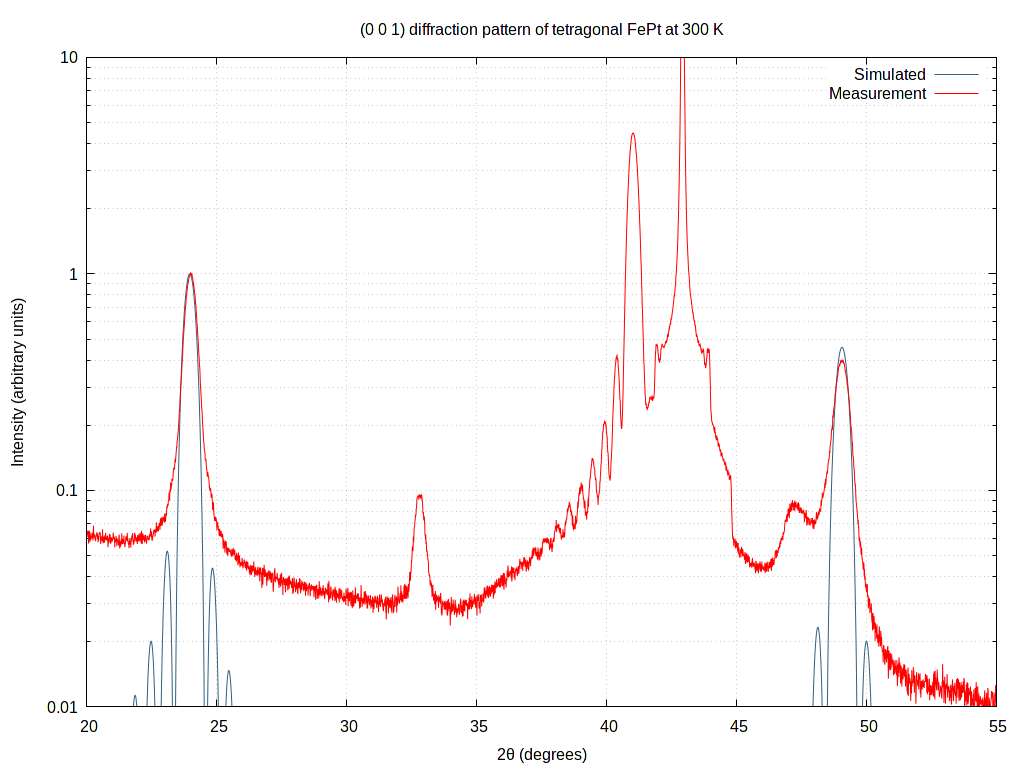 (0 0 1) diffraction pattern of tetragonal FePt at 300 K
10
Simulated
Measurement
1
0.1
0.01
Intensity (arbitrary units)
20 25 30 35 40 45 50 55
2θ (degrees)